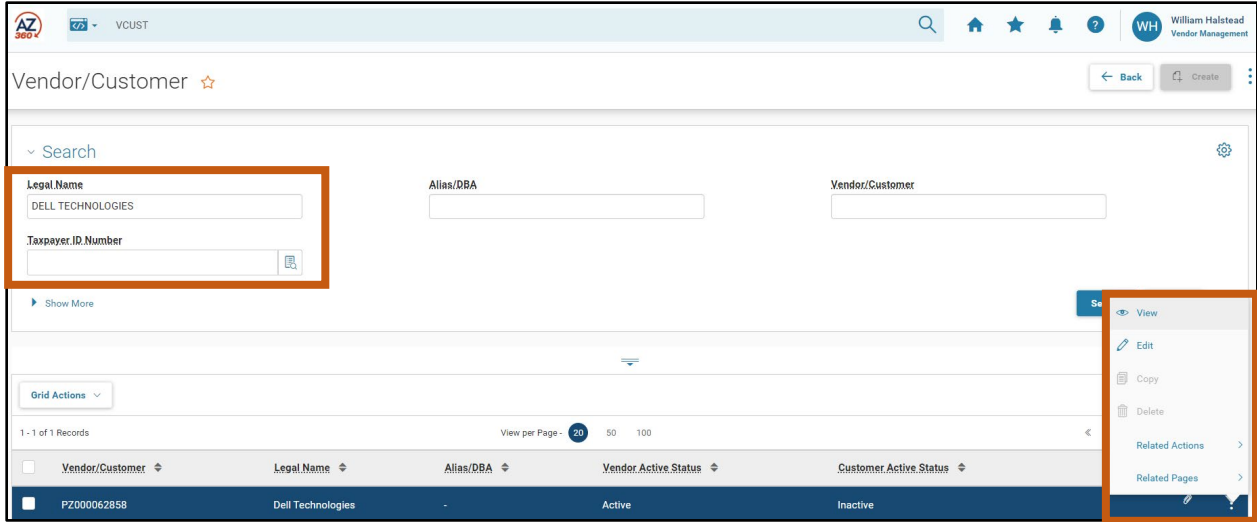 AZ
360
VCUST
WH
William Halstead
Vendor Management
Vendor/Customer
Back
Create
Search
Legal Name
Alias/DBA
Vendor/Customer
DELL TECHNOLOGIES
Taxpayer ID Number
Show More
Se
View
Edit
Copy
Delete
Related Actions
Related Pages
Grid Actions
1 - 1 of 1 Records
View per Page - 20 50 100
Vendor/Customer Legal Name Alias/DBA Vendor Active Status Customer Active Status
PZ000062858 Dell Technologies - Active Inactive